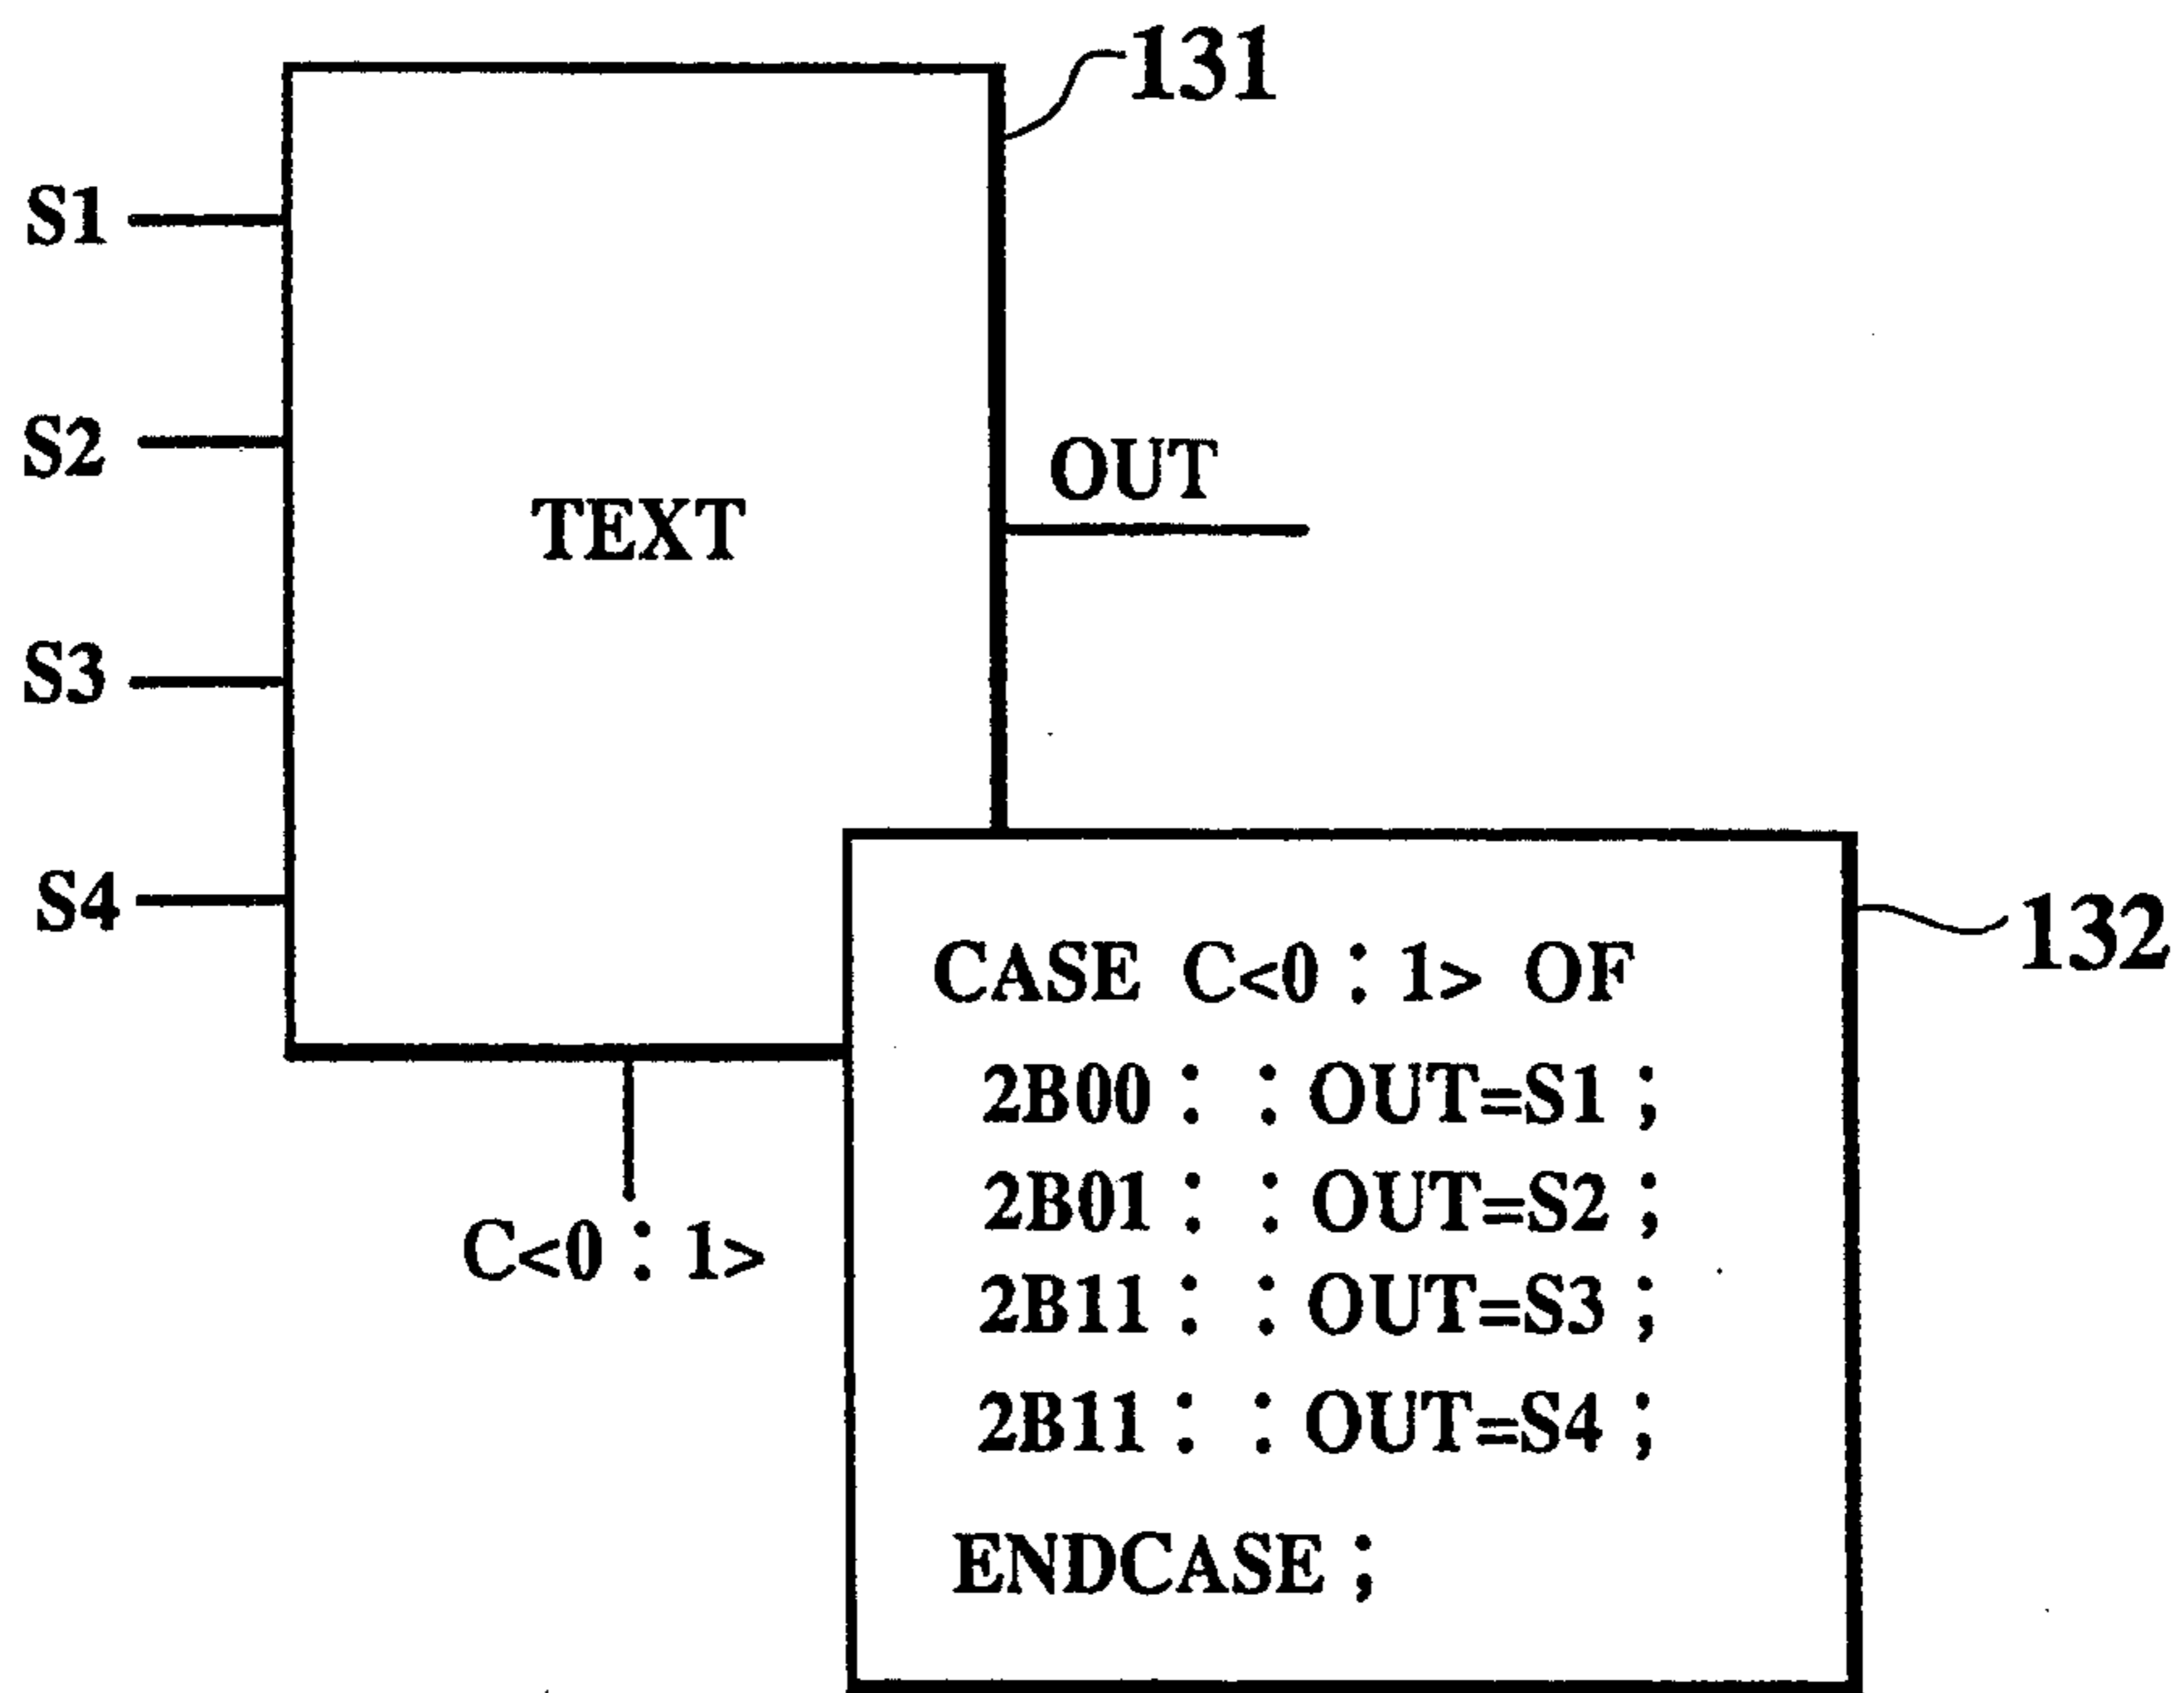 131
S1
S2
OUT
TEXT
S3
S4
132
CASE C<0:1> OF
2B00: :OUT=S1;
2B01: :OUT=S2;
2B11: :OUT=S3;
2B11: :OUT=S4;
ENDCASE;
C<0:1>